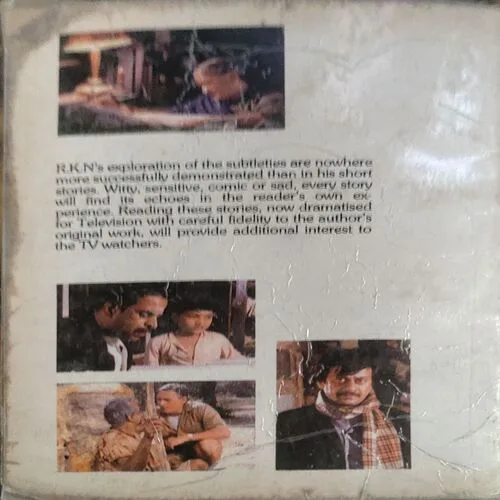 R.K.N's exploration of the subtleties are nowhere
more successfully demonstrated than in his short
stories. Witty, sensitive, comic or sad, every story
will find its echoes in the reader's own ex-
perience. Reading these stories, now dramatised
for Television with careful fidelity to the author's
original work, will provide additional interest to
the TV watchers.